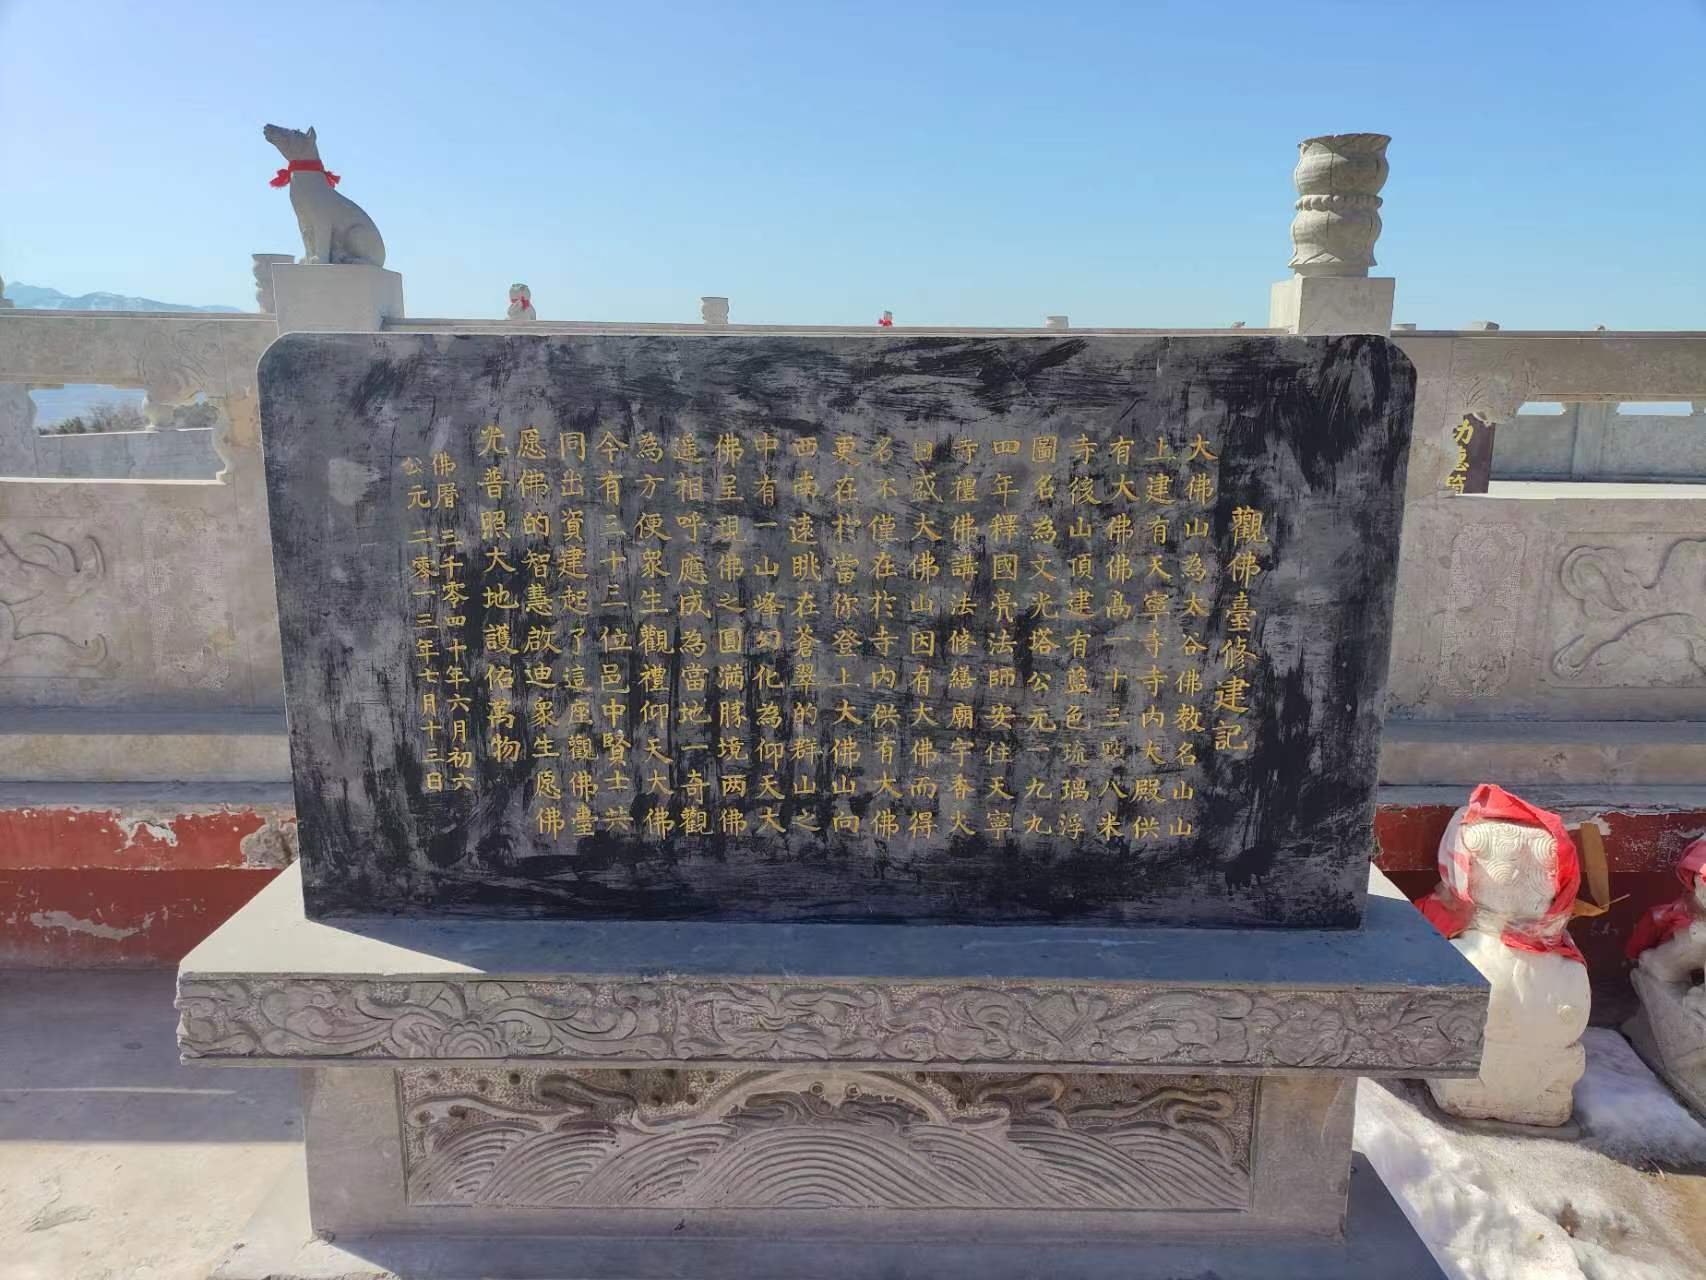 觀佛臺修建記
大佛山為太谷佛教名山山
上建有天寧寺寺內大殿供
有大佛佛高一十三點八米
寺後山頂建有藍色琉璃浮
圖名為文光塔公元一九九
四年釋國亮法師安住天寧
寺禮佛講法修繕廟宇香火
日盛大佛山因有大佛而得
名不僅在於寺內供有大佛
更在於當你登上大佛山向
西南遠眺在蒼翠的群山之
中有一山峰幻化為仰天大
佛呈現佛之圓满勝境两佛
遥相呼應成為當地一奇觀
為方便衆生觀禮仰天大佛
今有三十三位邑中賢士共
同出資建起了這座觀佛臺
愿佛的智慧啟迪衆生愿佛
光普照大地護佑萬物
佛曆三千零四十年六月初六
公元二零一三年七月十三日
功德